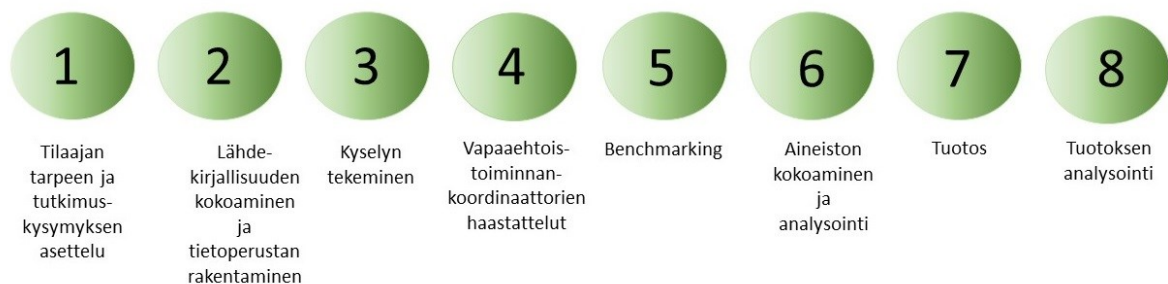 1
Tilaajan
tarpeen ja
tutkimus-
kysymyksen
asettelu
2
Lähde-
kirjallisuuden
kokoaminen
ja
tietoperustan
rakentaminen
3
Kyselyn
tekeminen
4
Vapaaehtois-
toiminnan-
koordinaattorien
haastattelut
5
Benchmarking
6
Aineiston
kokoaminen
ja
analysointi
7
Tuotos
8
Tuotoksen
analysointi